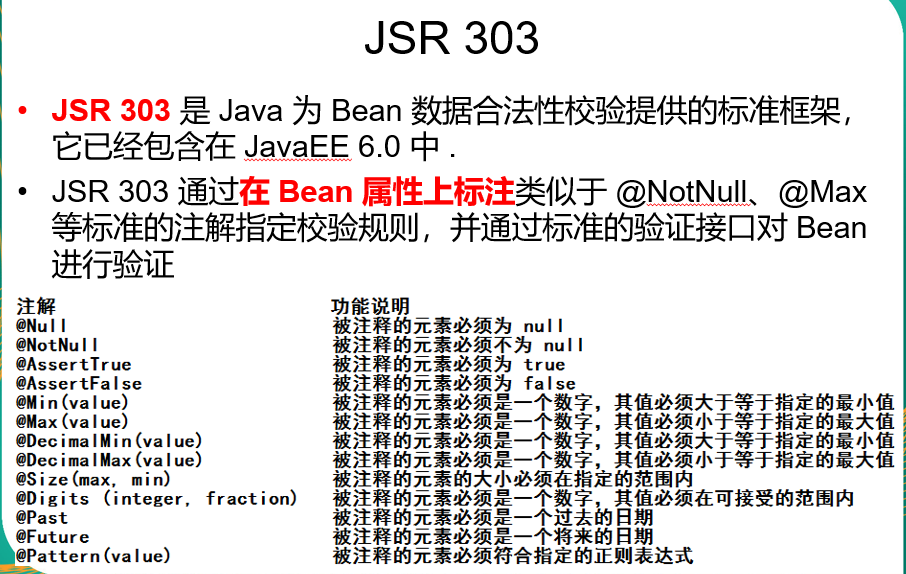 JSR 303
• JSR 303 是 Java 为 Bean 数据合法性校验提供的标准框架，
它已经包含在 JavaEE 6.0 中 .
• JSR 303 通过在 Bean 属性上标注类似于 @NotNull、@Max
等标准的注解指定校验规则，并通过标准的验证接口对 Bean
进行验证
注解 功能说明
@Null 被注释的元素必须为 null
@NotNull 被注释的元素必须不为 null
@AssertTrue 被注释的元素必须为 true
@AssertFalse 被注释的元素必须为 false
@Min(value) 被注释的元素必须是一个数字，其值必须大于等于指定的最小值
@Max(value) 被注释的元素必须是一个数字，其值必须小于等于指定的最大值
@DecimalMin(value) 被注释的元素必须是一个数字，其值必须大于等于指定的最小值
@DecimalMax(value) 被注释的元素必须是一个数字，其值必须小于等于指定的最大值
@Size(max, min) 被注释的元素的大小必须在指定的范围内
@Digits (integer, fraction) 被注释的元素必须是一个数字，其值必须在可接受的范围内
@Past 被注释的元素必须是一个过去的日期
@Future 被注释的元素必须是一个将来的日期
@Pattern(value) 被注释的元素必须符合指定的正则表达式